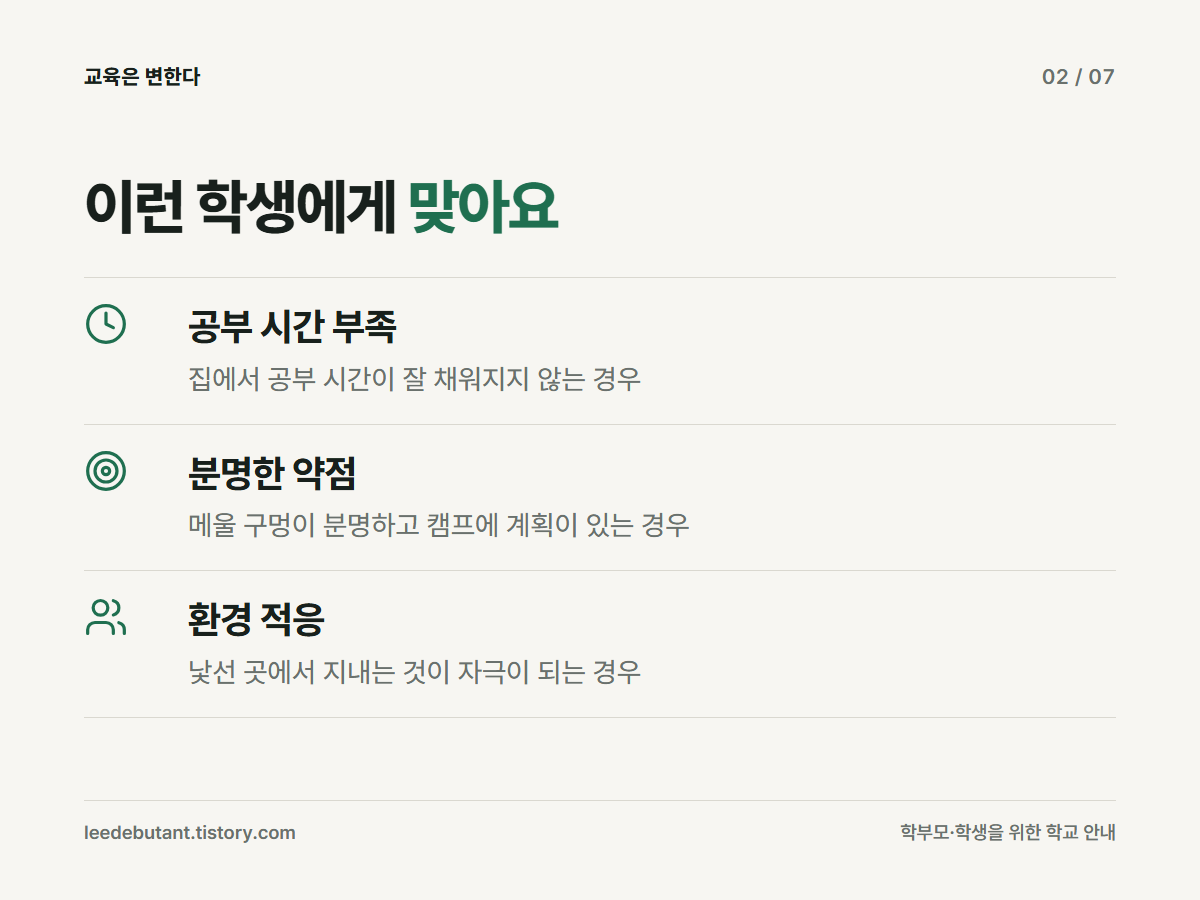 교육은 변한다
02 / 07
이런 학생에게 맞아요
공부 시간 부족
집에서 공부 시간이 잘 채워지지 않는 경우
분명한 약점
메울 구멍이 분명하고 캠프에 계획이 있는 경우
환경 적응
낯선 곳에서 지내는 것이 자극이 되는 경우
leedebutant.tistory.com
학부모·학생을 위한 학교 안내